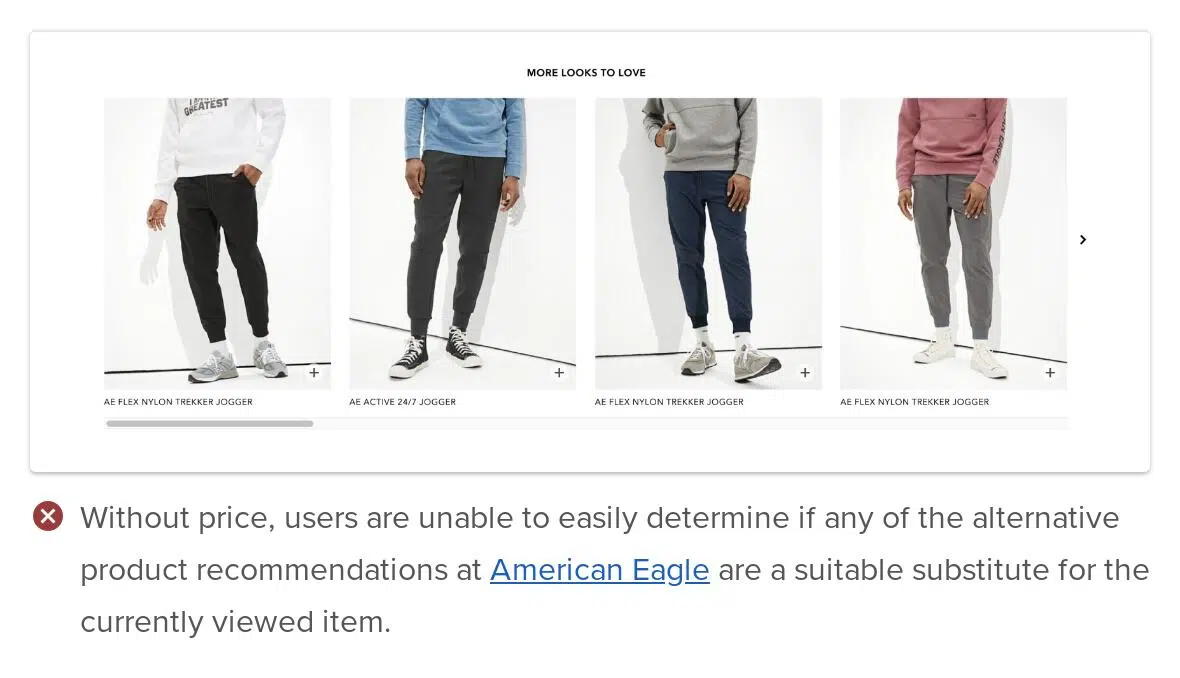 MORE LOOKS TO LOVE
GREATEST
AE FLEX NYLON TREKKER JOGGER
AE ACTIVE 24/7 JOGGER
AE FLEX NYLON TREKKER JOGGER
AE FLEX NYLON TREKKER JOGGER
Without price, users are unable to easily determine if any of the alternative
product recommendations at American Eagle are a suitable substitute for the
currently viewed item.